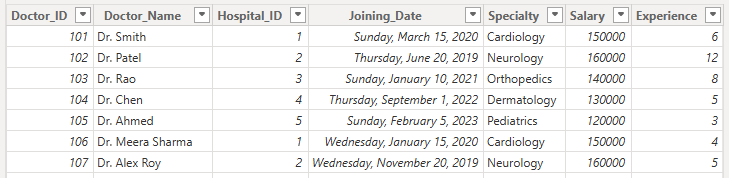 Doctor_ID Doctor_Name Hospital_ID Joining_Date Specialty Salary Experience
101 Dr. Smith 1 Sunday, March 15, 2020 Cardiology 150000 6
102 Dr. Patel 2 Thursday, June 20, 2019 Neurology 160000 12
103 Dr. Rao 3 Sunday, January 10, 2021 Orthopedics 140000 8
104 Dr. Chen 4 Thursday, September 1, 2022 Dermatology 130000 5
105 Dr. Ahmed 5 Sunday, February 5, 2023 Pediatrics 120000 3
106 Dr. Meera Sharma 1 Wednesday, January 15, 2020 Cardiology 150000 4
107 Dr. Alex Roy 2 Wednesday, November 20, 2019 Neurology 160000 5